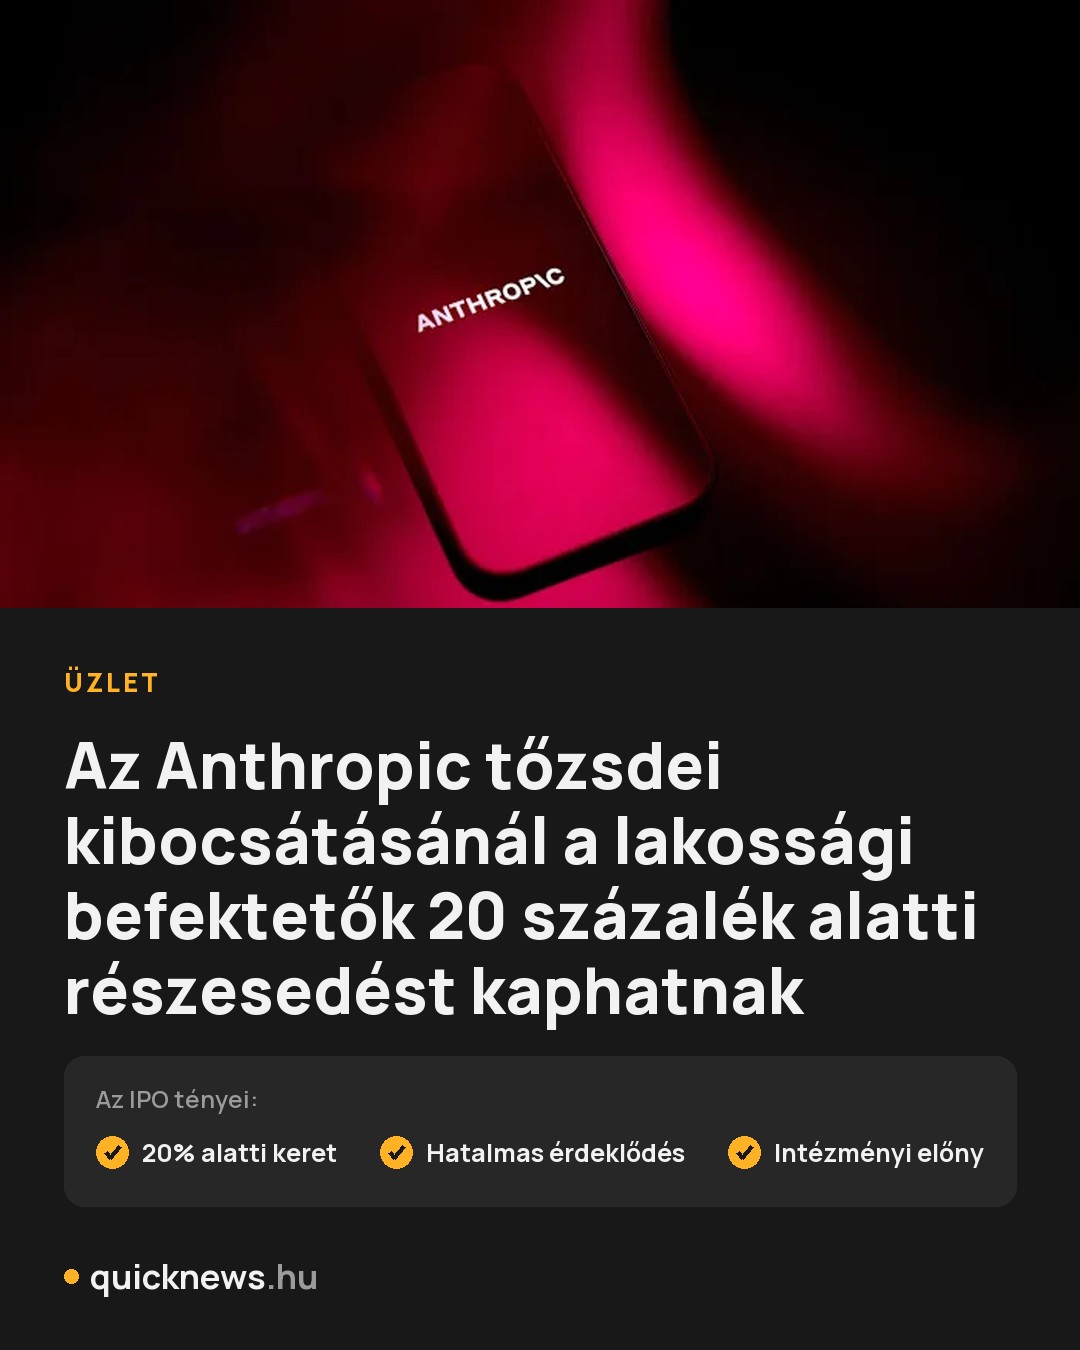 ANTHROP\C
ÜZLET
Az Anthropic tőzsdei
kibocsátásánál a lakossági
befektetők 20 százalék alatti
részesedést kaphatnak
Az IPO tényei:
20% alatti keret
Hatalmas érdeklődés
Intézményi előny
quicknews.hu